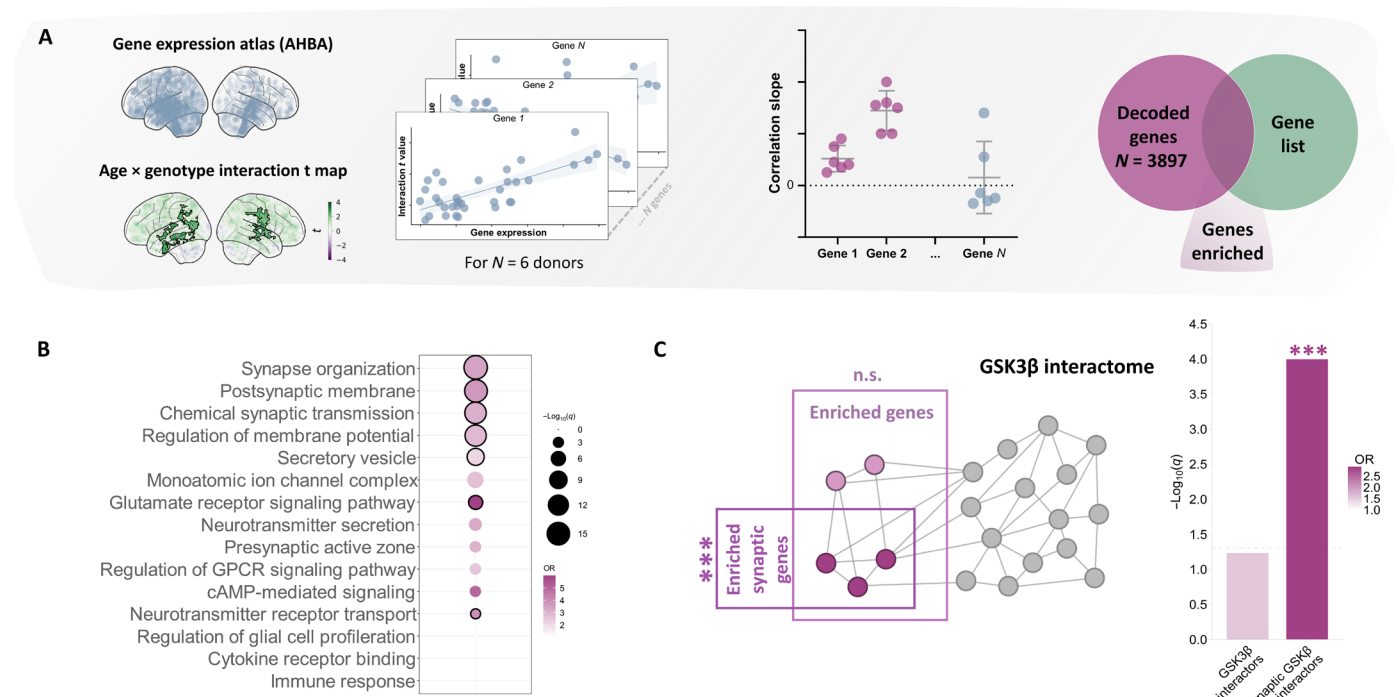 A
Gene expression atlas (AHBA)
Age × genotype interaction t map
4
2
0
−2
−4
t
Gene N
Gene 2
Gene 1
Interaction t value
Gene expression
... N genes
For N = 6 donors
Correlation slope
0
Gene 1 Gene 2 ... Gene N
Decoded
genes
N = 3897
Gene
list
Genes
enriched
B
Synapse organization
Postsynaptic membrane
Chemical synaptic transmission
Regulation of membrane potential
Secretory vesicle
Monoatomic ion channel complex
Glutamate receptor signaling pathway
Neurotransmitter secretion
Presynaptic active zone
Regulation of GPCR signaling pathway
cAMP-mediated signaling
Neurotransmitter receptor transport
Regulation of glial cell profileration
Cytokine receptor binding
Immune response
−Log10(q)
0
3
6
9
12
15
OR
5
4
3
2
C
GSK3β interactome
n.s.
Enriched genes
***
Enriched
synaptic
genes
−Log10(q)
4.5
4.0
3.5
3.0
2.5
2.0
1.5
1.0
0.5
0.0
***
GSK3β
interactors
GSKβ
interactors
OR
2.5
2.0
1.5
1.0